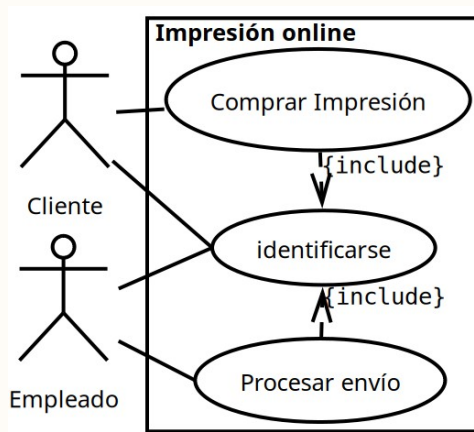 Impresión online
Comprar Impresión
{include}
Cliente
identificarse
{include}
Procesar envío
Empleado